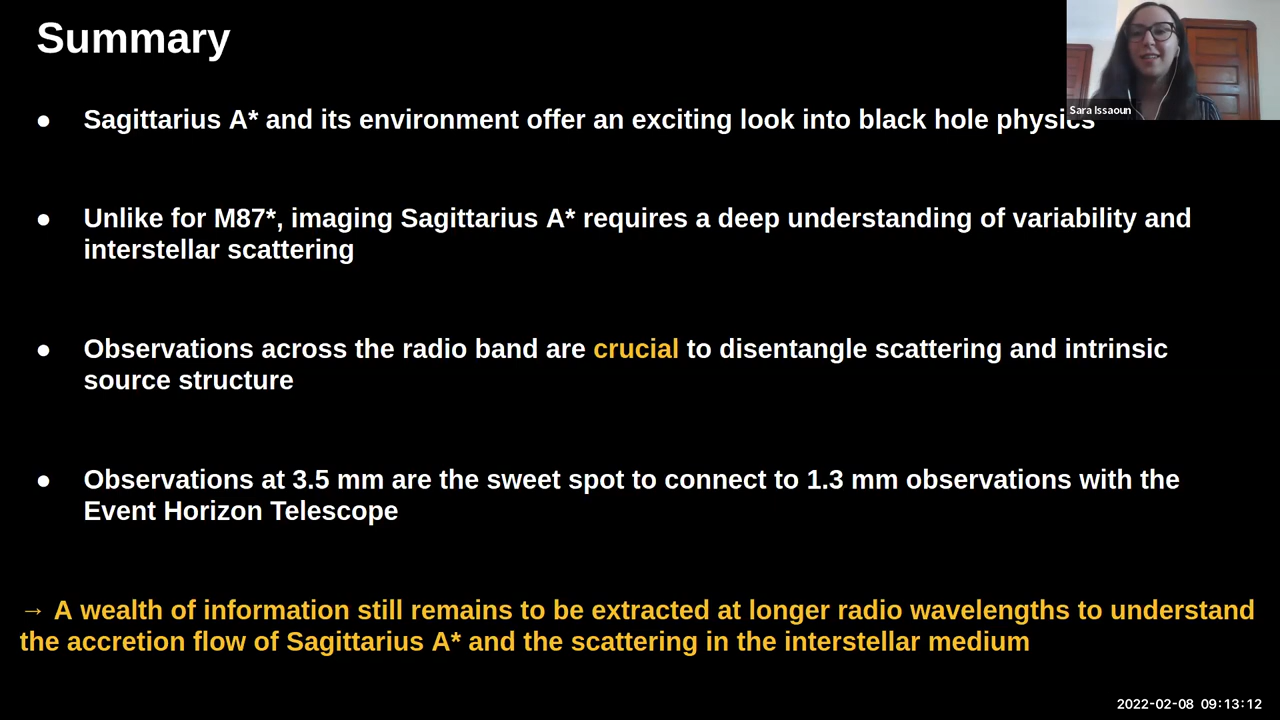 Summary
Sara Issaoun
● Sagittarius A* and its environment offer an exciting look into black hole physics
● Unlike for M87*, imaging Sagittarius A* requires a deep understanding of variability and
interstellar scattering
● Observations across the radio band are crucial to disentangle scattering and intrinsic
source structure
● Observations at 3.5 mm are the sweet spot to connect to 1.3 mm observations with the
Event Horizon Telescope
→ A wealth of information still remains to be extracted at longer radio wavelengths to understand
the accretion flow of Sagittarius A* and the scattering in the interstellar medium
2022-02-08 09:13:12